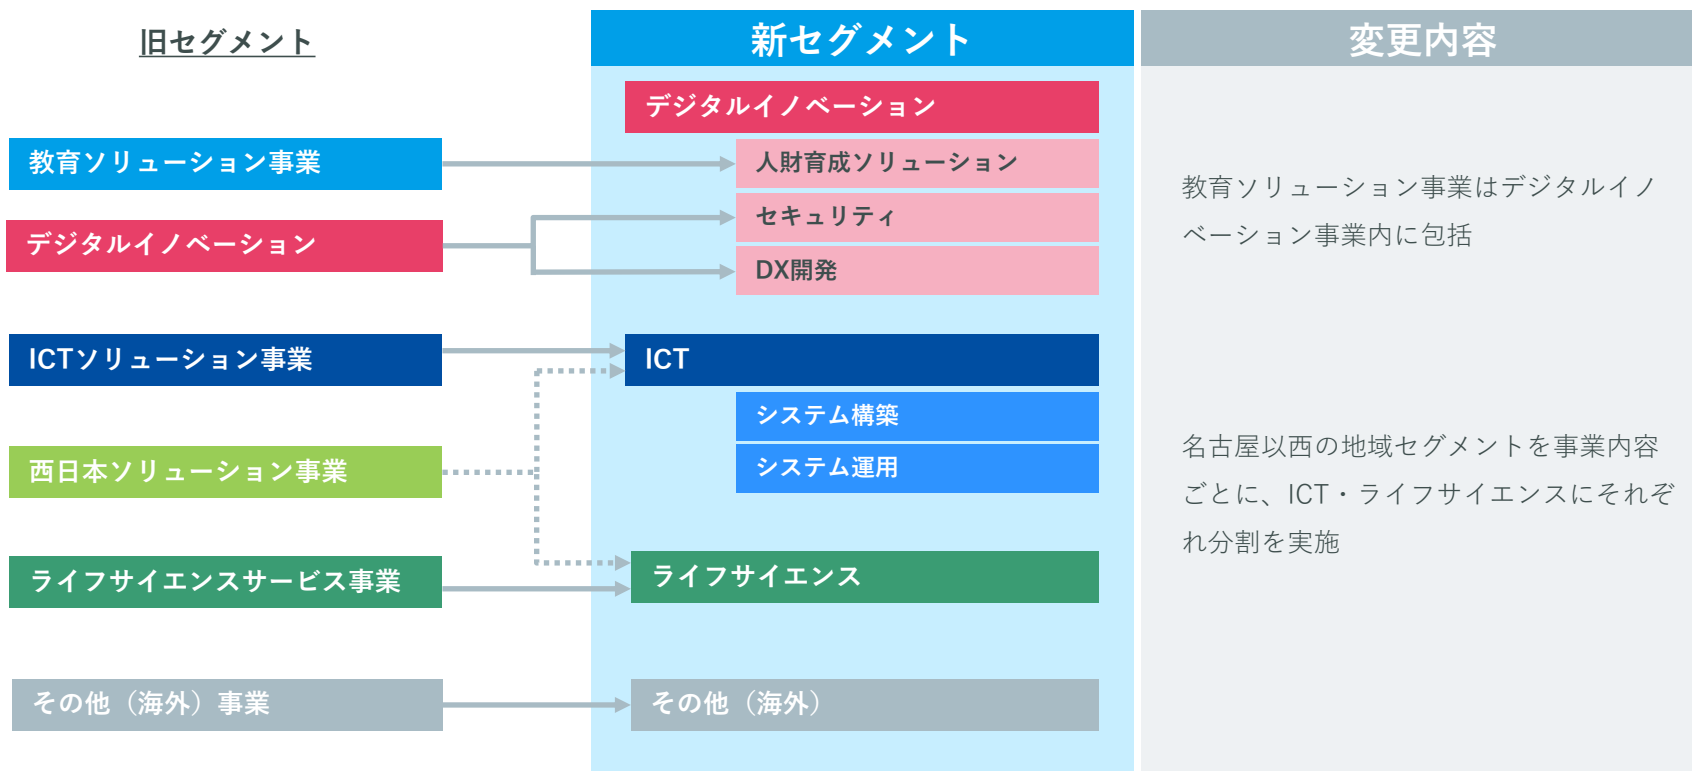 旧セグメント
新セグメント
変更内容
教育ソリューション事業
デジタルイノベーション
ICTソリューション事業
西日本ソリューション事業
ライフサイエンスサービス事業
その他（海外）事業
デジタルイノベーション
人財育成ソリューション
セキュリティ
DX開発
ICT
システム構築
システム運用
ライフサイエンス
その他（海外）
教育ソリューション事業はデジタルイノ
ベーション事業内に包括
名古屋以西の地域セグメントを事業内容
ごとに、ICT・ライフサイエンスにそれぞ
れ分割を実施